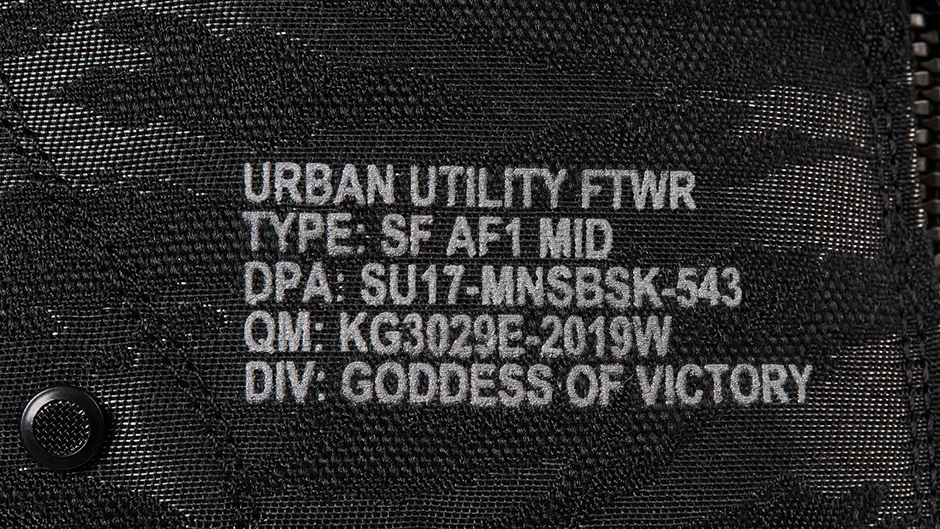 URBAN UTILITY FTWR
TYPE: SF AF1 MID
DPA: SU17-MNSBSK-543
QM: KG3029E-2019W
DIV: GODDESS OF VICTORY